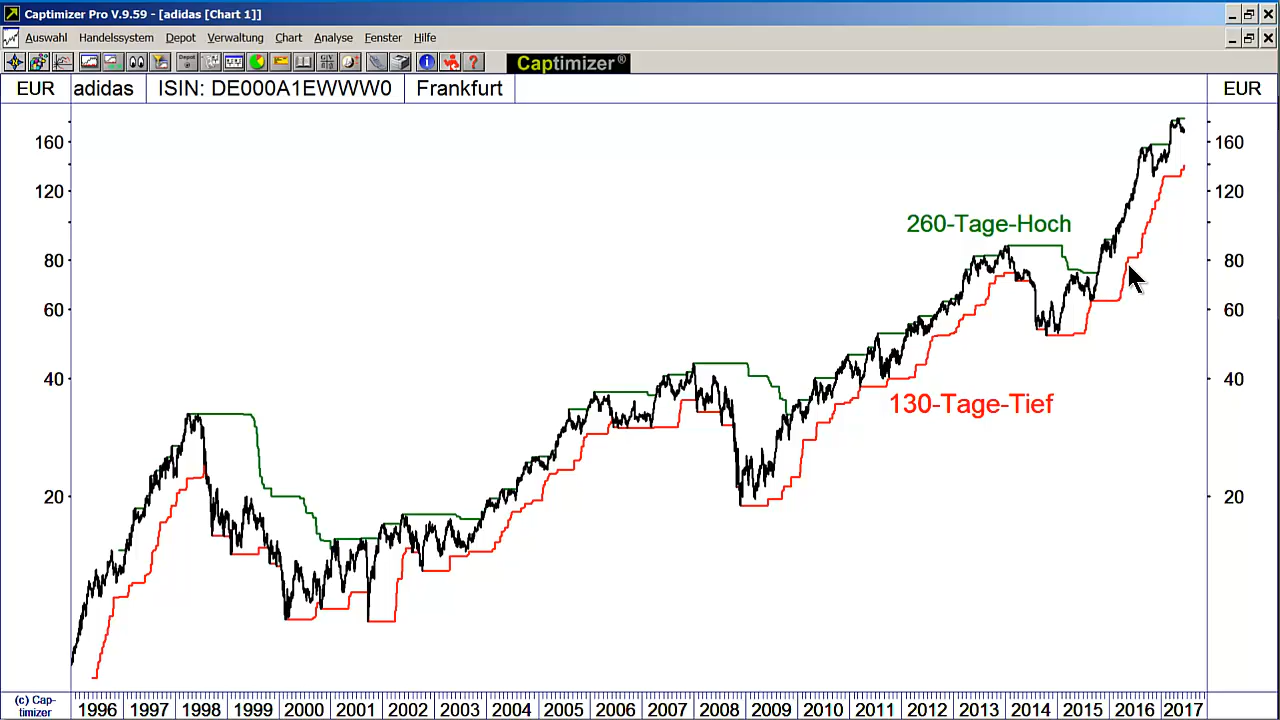 Captimizer Pro V.9.59 - [adidas [Chart 1]]
Auswahl Handelssystem Depot Verwaltung Chart Analyse Fenster Hilfe
Captimizer®
EUR adidas ISIN: DE000A1EWWW0 Frankfurt EUR
160 160
120 120
260-Tage-Hoch
80 80
60 60
40 40
130-Tage-Tief
20 20
(c) Cap-
timizer
1996 1997 1998 1999 2000 2001 2002 2003 2004 2005 2006 2007 2008 2009 2010 2011 2012 2013 2014 2015 2016 2017